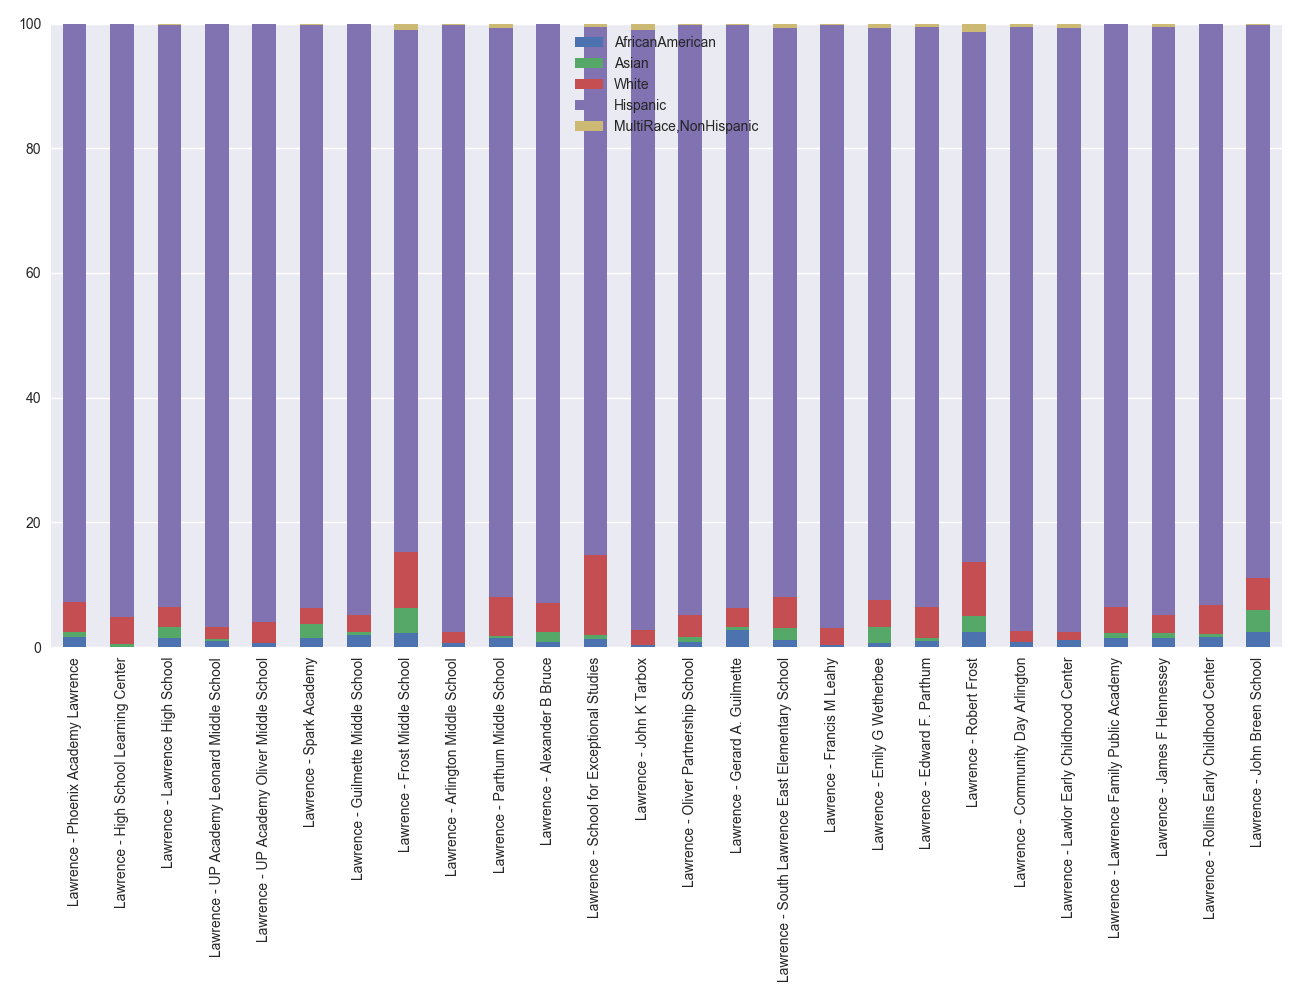 100
80
60
40
20
0
AfricanAmerican
Asian
White
Hispanic
MultiRace,NonHispanic
Lawrence - Phoenix Academy Lawrence
Lawrence - High School Learning Center
Lawrence - Lawrence High School
Lawrence - UP Academy Leonard Middle School
Lawrence - UP Academy Oliver Middle School
Lawrence - Spark Academy
Lawrence - Guilmette Middle School
Lawrence - Frost Middle School
Lawrence - Arlington Middle School
Lawrence - Parthum Middle School
Lawrence - Alexander B Bruce
Lawrence - School for Exceptional Studies
Lawrence - John K Tarbox
Lawrence - Oliver Partnership School
Lawrence - Gerard A. Guilmette
Lawrence - South Lawrence East Elementary School
Lawrence - Francis M Leahy
Lawrence - Emily G Wetherbee
Lawrence - Edward F. Parthum
Lawrence - Robert Frost
Lawrence - Community Day Arlington
Lawrence - Lawlor Early Childhood Center
Lawrence - Lawrence Family Public Academy
Lawrence - James F Hennessey
Lawrence - Rollins Early Childhood Center
Lawrence - John Breen School